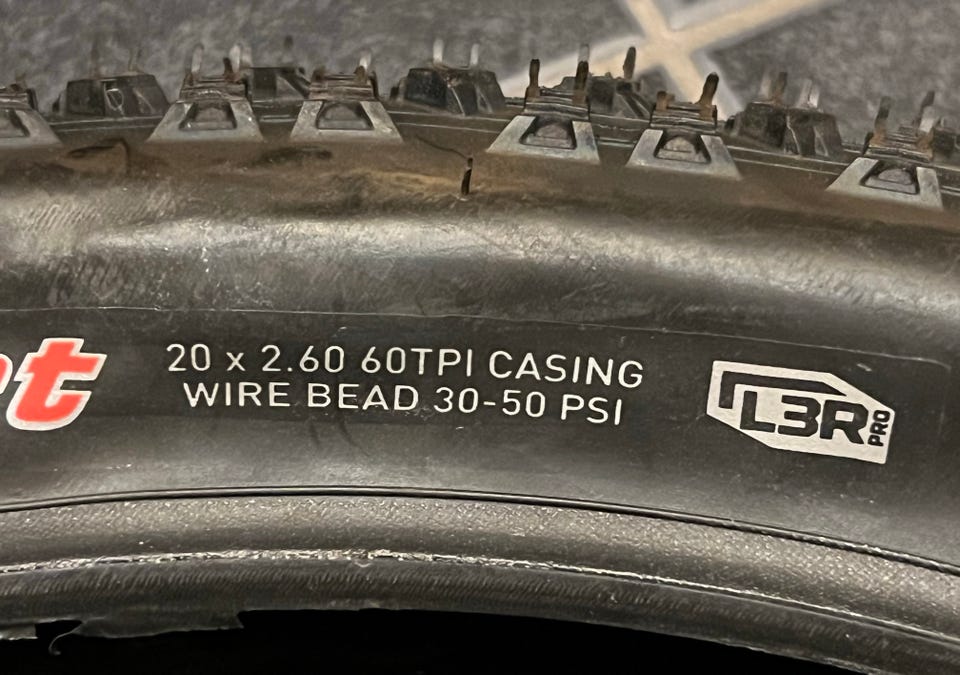 t
20 x 2.60 60TPI CASING
WIRE BEAD 30-50 PSI
L3R
PRO